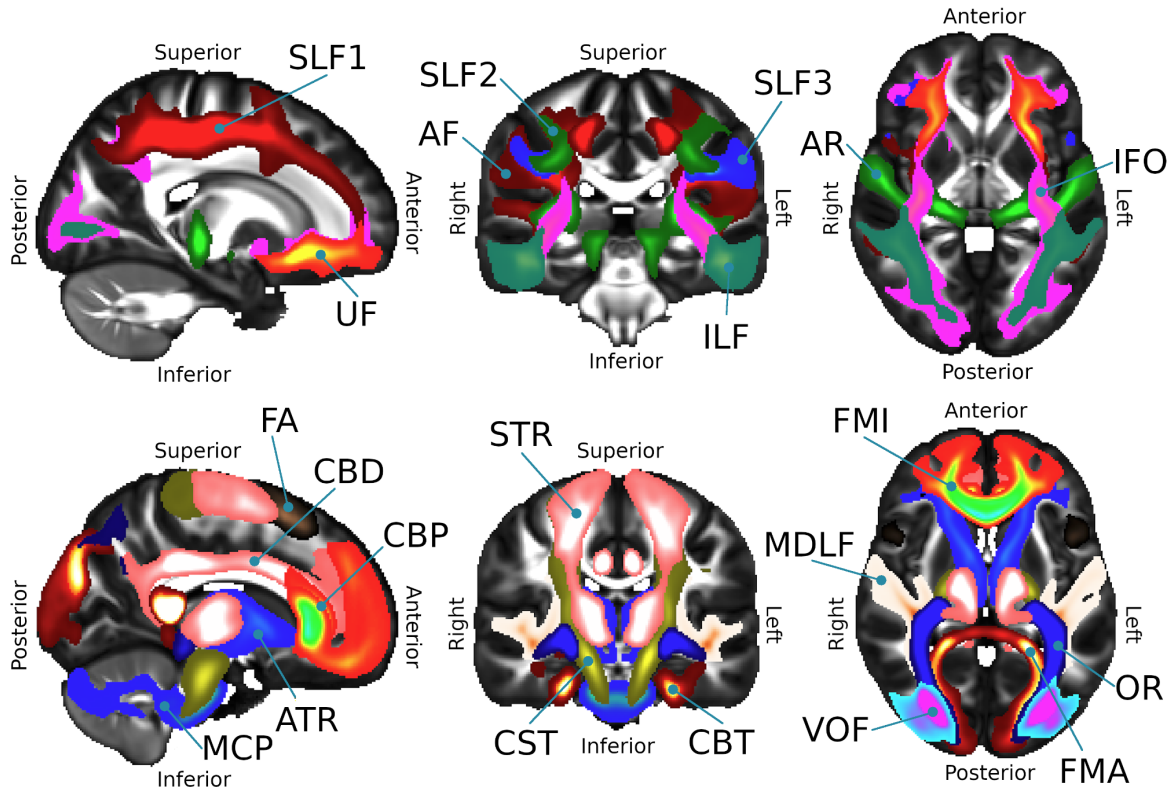 Superior
SLF1
Posterior
Anterior
UF
Inferior
Superior
SLF2
SLF3
AF
Right
Left
ILF
Inferior
Anterior
AR
IFO
Right
Left
Posterior
FA
Superior
CBD
CBP
Posterior
Anterior
ATR
MCP
Inferior
STR
Superior
Right
Left
CST
Inferior
CBT
Anterior
FMI
MDLF
Right
Left
OR
VOF
Posterior
FMA